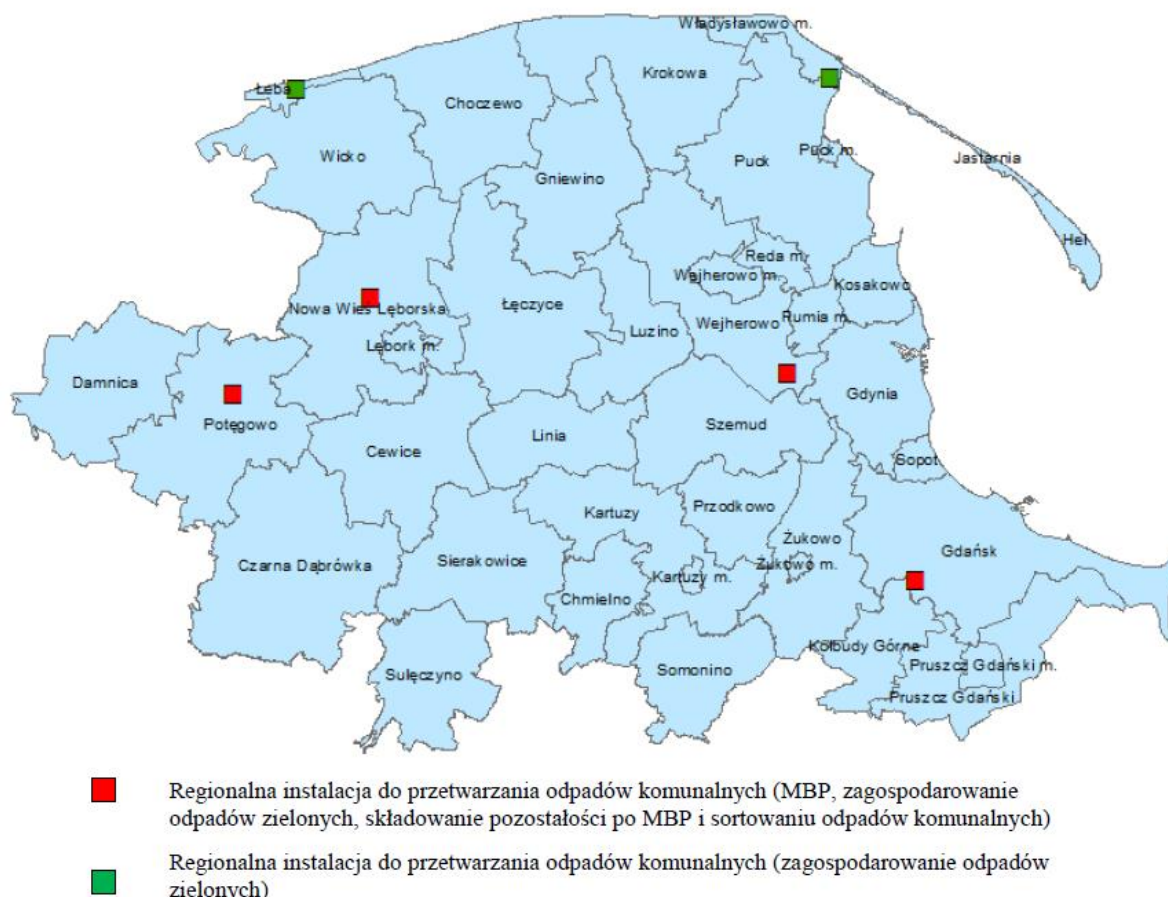 Władysławowo m.
Krokowa
Łeba
Choczewo
Wicko
Puck
Puck m.
Jastarnia
Gniewino
Hel
Reda m.
Wejherowo m.
Kosakowo
Nowa Wieś Lęborska
Łęczyce
Luzino
Wejherowo
Rumia m.
Lębork m.
Damnica
Gdynia
Potęgowo
Szemud
Linia
Cewice
Sopot
Przodkowo
Kartuzy
Żukowo
Gdańsk
Sierakowice
Czarna Dąbrówka
Żukowo m.
Kartuzy m.
Chmielno
Kolbudy Górne
Pruszcz Gdański m.
Sulęczyno
Somonino
Pruszcz Gdański
Regionalna instalacja do przetwarzania odpadów komunalnych (MBP, zagospodarowanie
odpadów zielonych, składowanie pozostałości po MBP i sortowaniu odpadów komunalnych)
Regionalna instalacja do przetwarzania odpadów komunalnych (zagospodarowanie odpadów
zielonych)